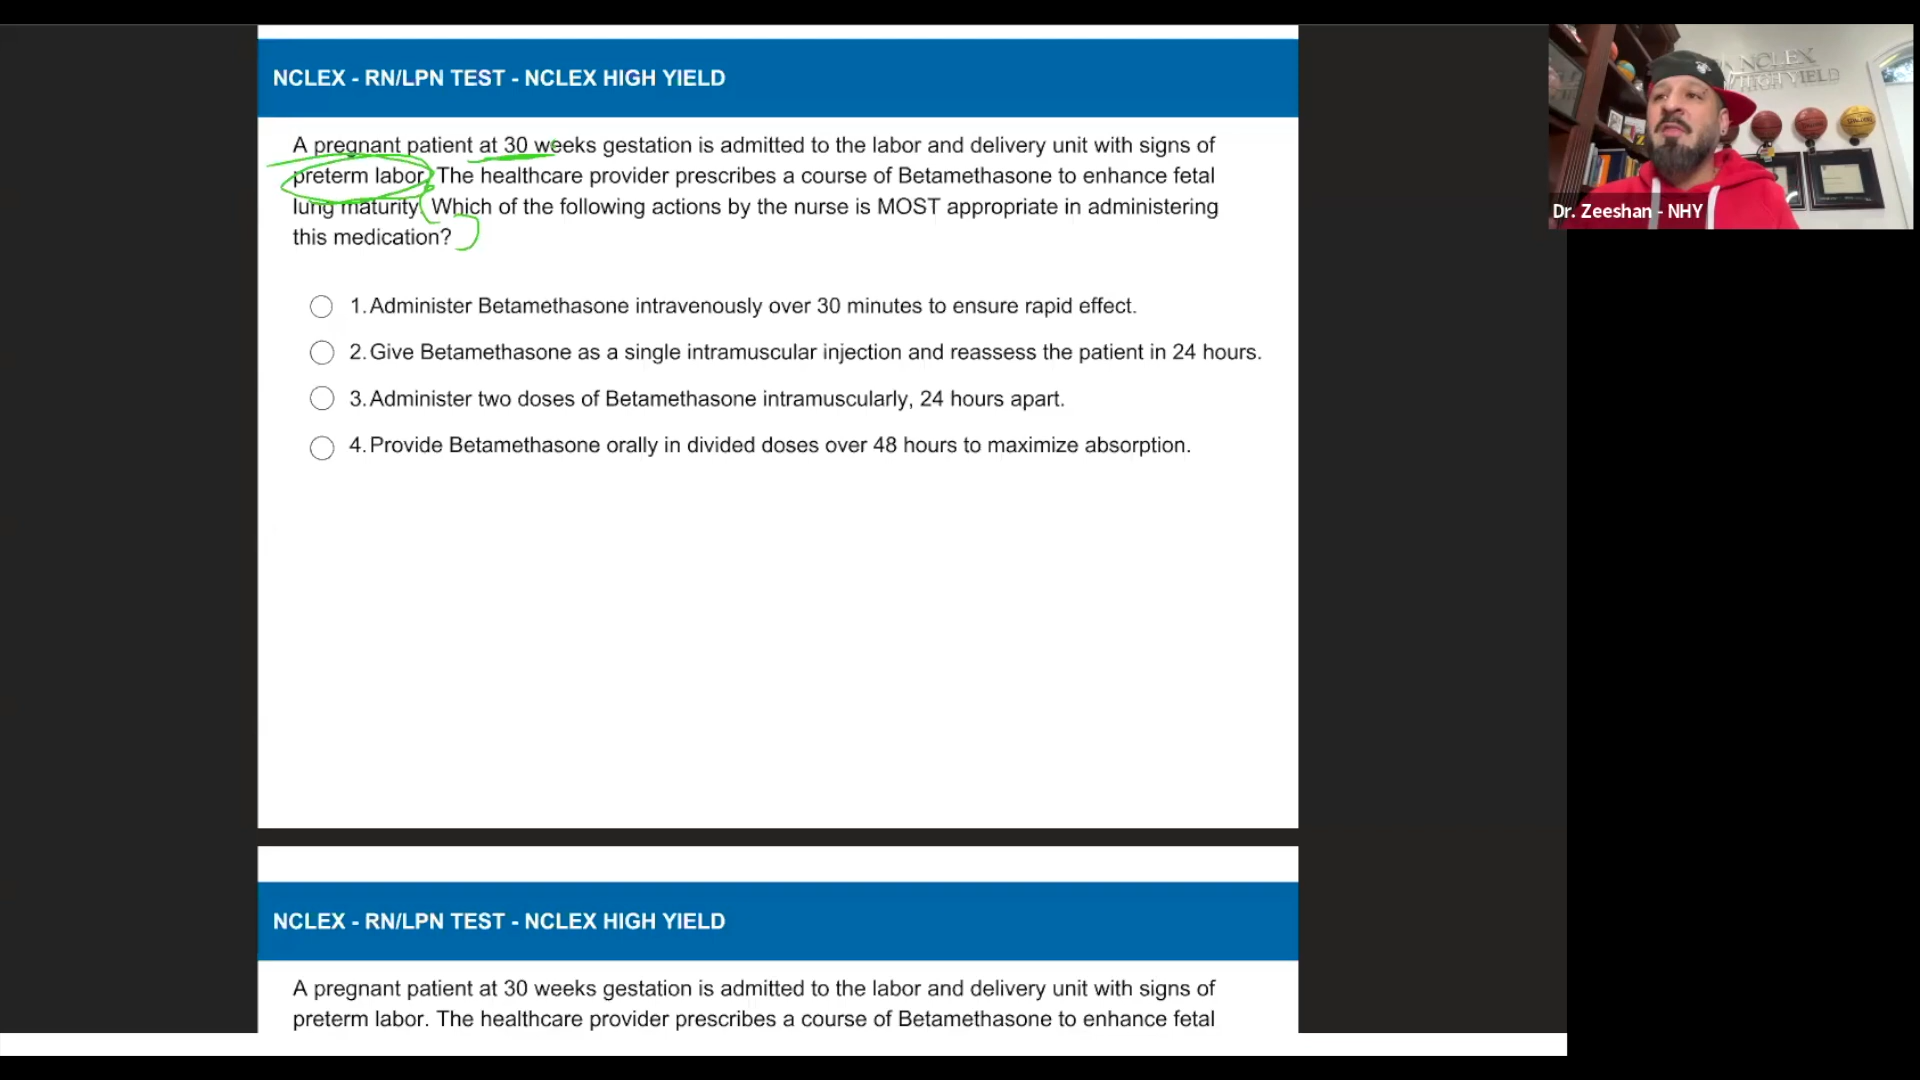 NCLEX - RN/LPN TEST - NCLEX HIGH YIELD
A pregnant patient at 30 weeks gestation is admitted to the labor and delivery unit with signs of
preterm labor. The healthcare provider prescribes a course of Betamethasone to enhance fetal
lung maturity. Which of the following actions by the nurse is MOST appropriate in administering
this medication?
1. Administer Betamethasone intravenously over 30 minutes to ensure rapid effect.
2. Give Betamethasone as a single intramuscular injection and reassess the patient in 24 hours.
3. Administer two doses of Betamethasone intramuscularly, 24 hours apart.
4. Provide Betamethasone orally in divided doses over 48 hours to maximize absorption.
NCLEX - RN/LPN TEST - NCLEX HIGH YIELD
A pregnant patient at 30 weeks gestation is admitted to the labor and delivery unit with signs of
preterm labor. The healthcare provider prescribes a course of Betamethasone to enhance fetal
NCLEX
HIGH YIELD
Dr. Zeeshan - NHY